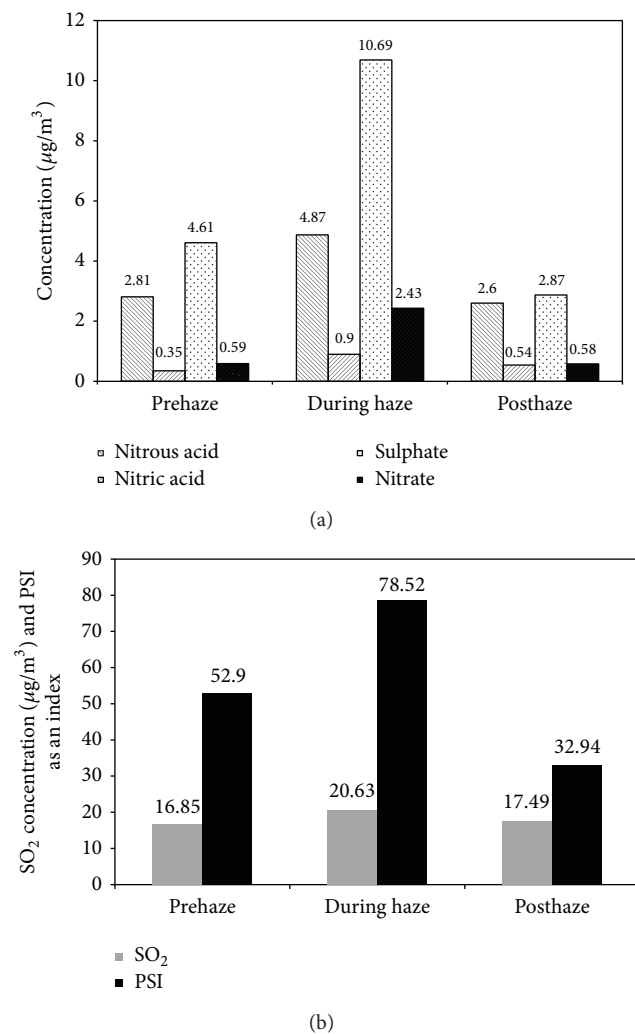 12
10
8
6
4
2
0
Concentration (μg/m³)
2.81
0.35
4.61
0.59
4.87
0.9
10.69
2.43
2.6
0.54
2.87
0.58
Prehaze
During haze
Posthaze
Nitrous acid
Sulphate
Nitric acid
Nitrate
(a)
90
80
70
60
50
40
30
20
10
0
SO₂ concentration (μg/m³) and PSI
as an index
16.85
52.9
20.63
78.52
17.49
32.94
Prehaze
During haze
Posthaze
SO₂
PSI
(b)